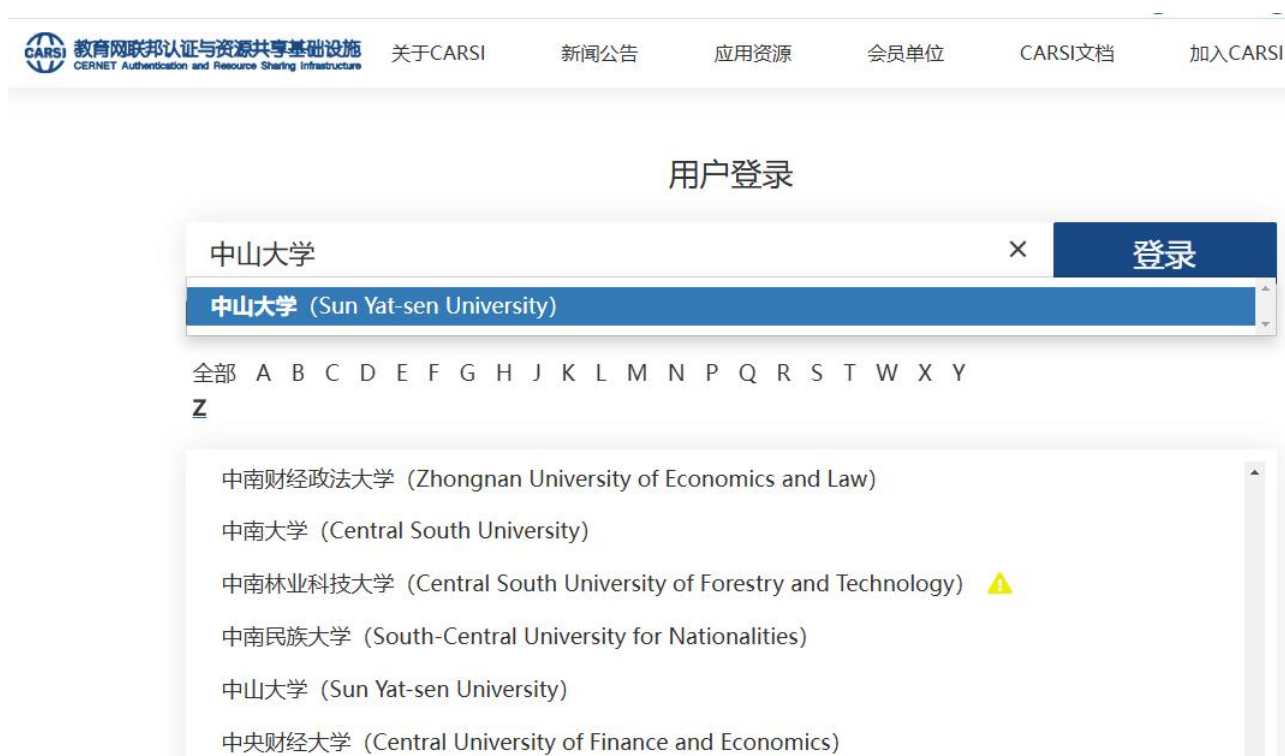 CARSI 教育网联邦认证与资源共享基础设施 关于CARSI 新闻公告 应用资源 会员单位 CARSI文档 加入CARSI
CERNET Authentication and Resource Sharing Infrastructure
用户登录
中山大学 × 登录
中山大学（Sun Yat-sen University）
全部 A B C D E F G H J K L M N P Q R S T W X Y
Z
中南财经政法大学（Zhongnan University of Economics and Law）
中南大学（Central South University）
中南林业科技大学（Central South University of Forestry and Technology）
中南民族大学（South-Central University for Nationalities）
中山大学（Sun Yat-sen University）
中央财经大学（Central University of Finance and Economics）